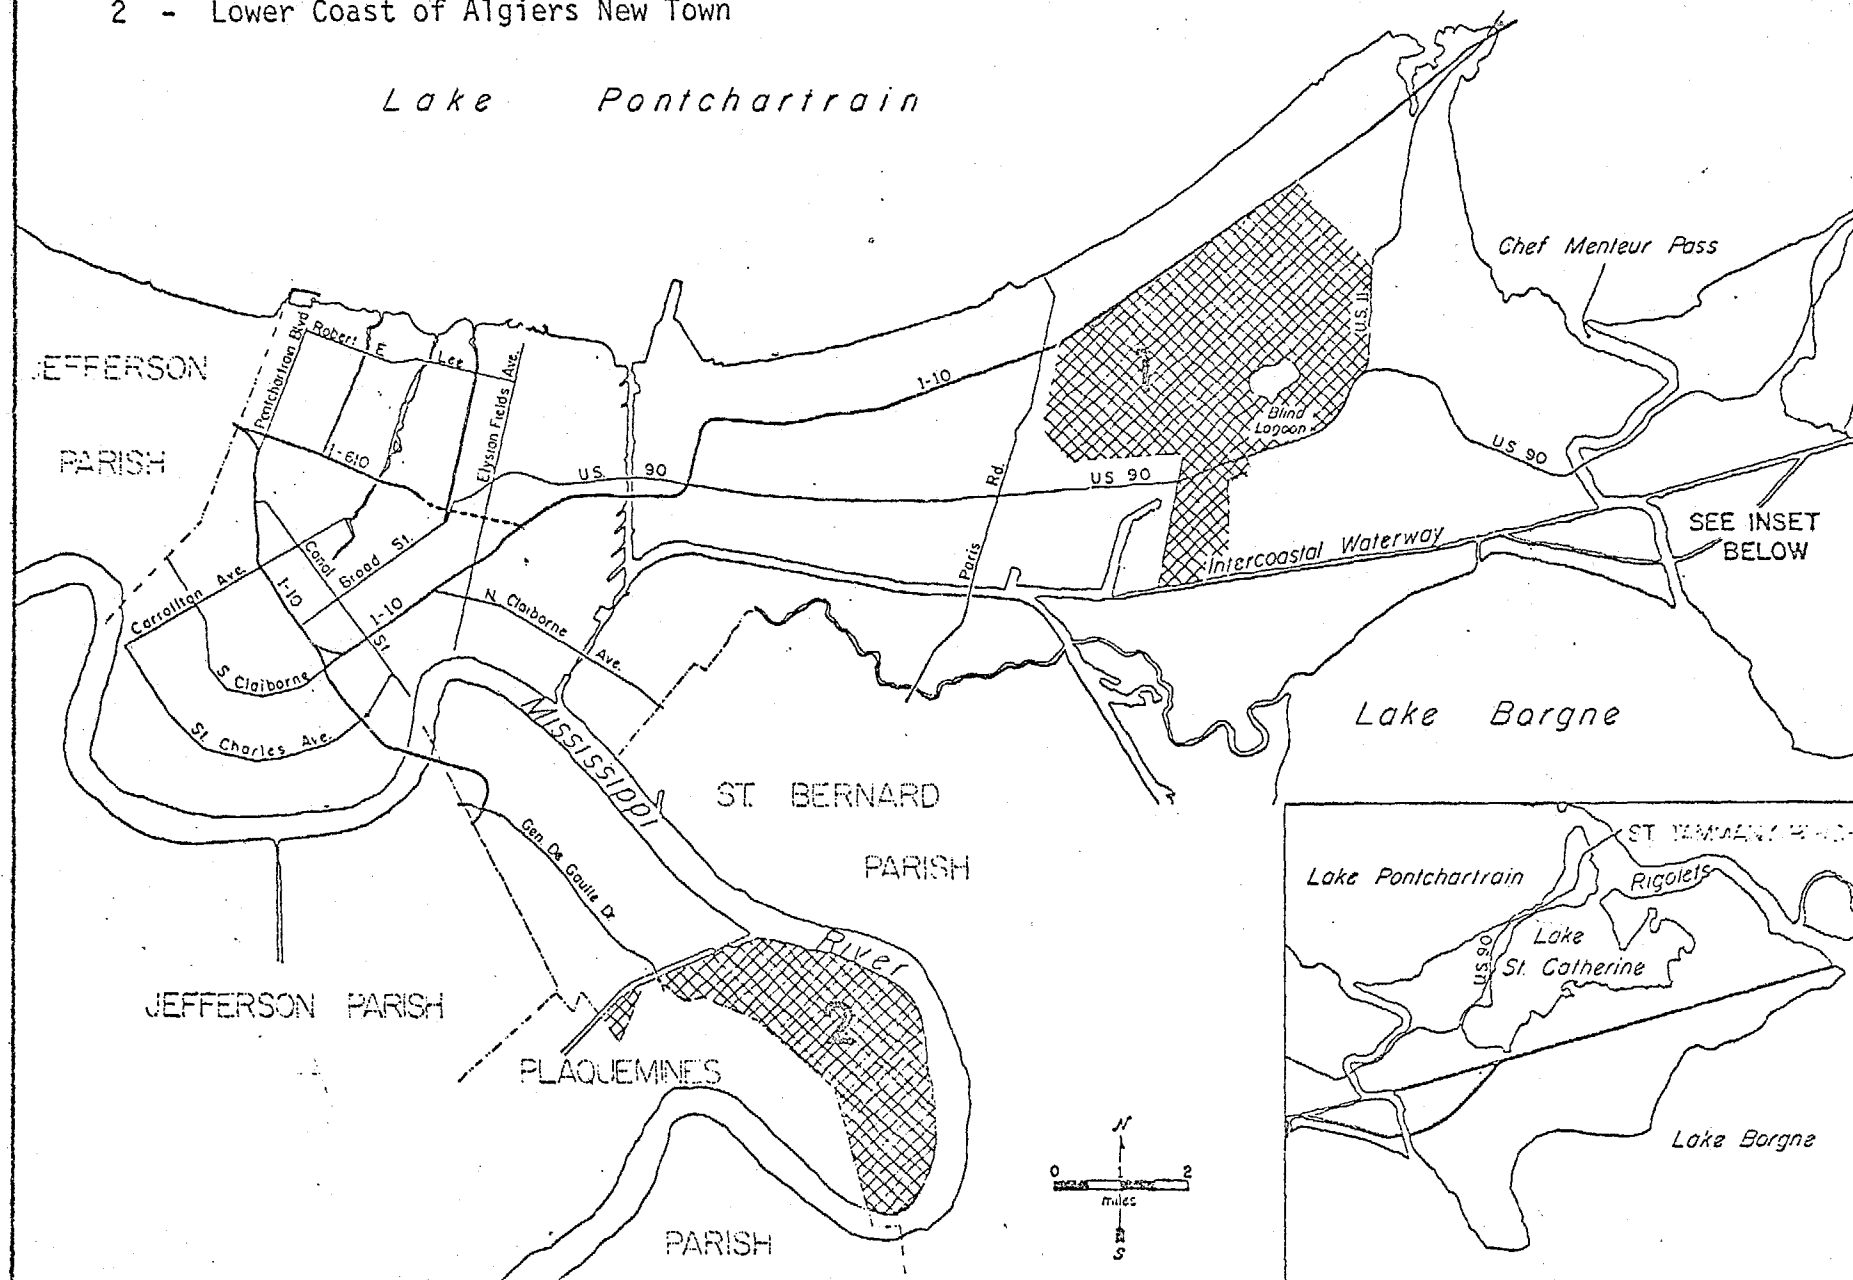 2 - Lower Coast of Algiers New Town
Lake Pontchartrain
Chef Menteur Pass
JEFFERSON
PARISH
Pontchartrain Blvd
Robert E. Lee
Elysian Fields Ave.
I-10
1
U.S. 11
Blind
Lagoon
I-610
U.S. 90
US 90
US 90
Paris Rd.
SEE INSET
BELOW
Intercoastal Waterway
Carrollton Ave.
Canal St.
Broad St.
I-10
I-10
N. Claiborne Ave.
S Claiborne
St. Charles Ave.
Mississippi River
Lake Borgne
ST. BERNARD
PARISH
Gen. De Gaulle Dr.
2
JEFFERSON PARISH
PLAQUEMINES
PARISH
N
0 1 2
miles
S
ST. TAMMANY
Lake Pontchartrain
Rigolets
US 90
Lake
St. Catherine
Lake Borgne